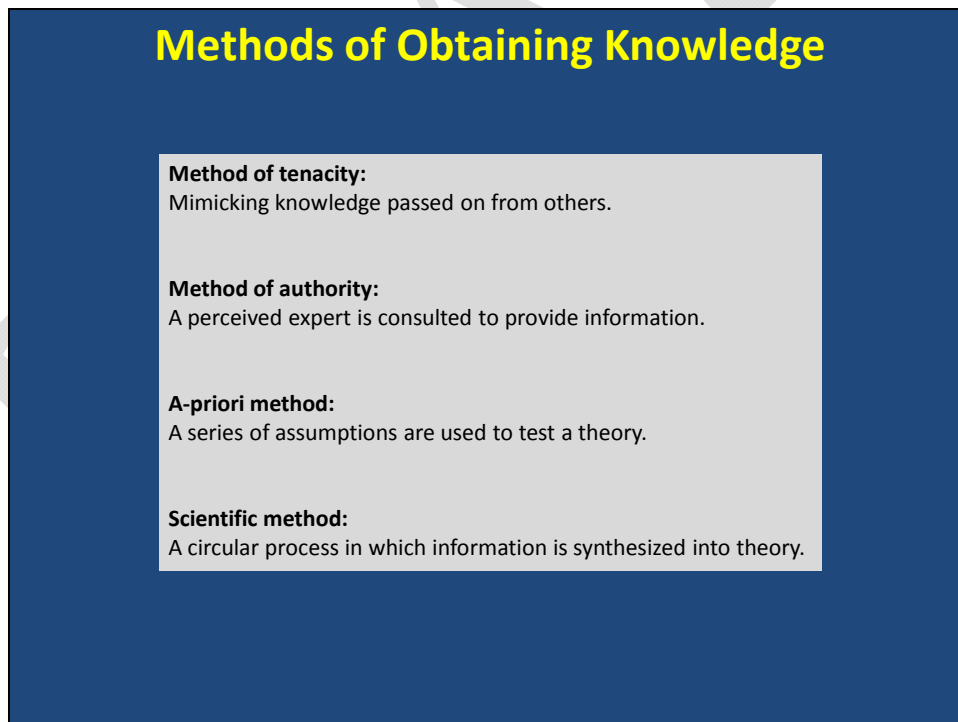 Methods of Obtaining Knowledge
Method of tenacity:
Mimicking knowledge passed on from others.
Method of authority:
A perceived expert is consulted to provide information.
A-priori method:
A series of assumptions are used to test a theory.
Scientific method:
A circular process in which information is synthesized into theory.